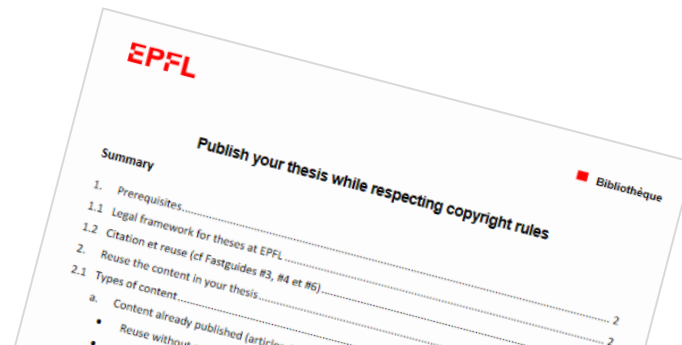 EPFL
Bibliothèque
Publish your thesis while respecting copyright rules
Summary
1. Prerequisites 2
1.1 Legal framework for theses at EPFL 2
1.2 Citation et reuse (cf Fastguides #3, #4 et #6)
2. Reuse the content in your thesis
2.1 Types of content
a. Content already published
• Reuse without